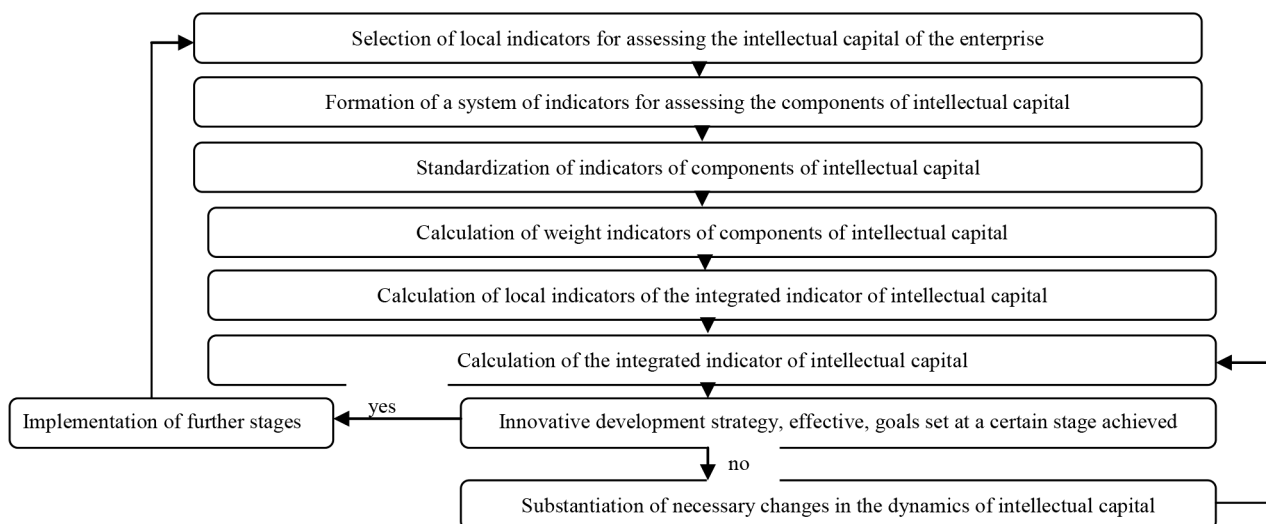 Selection of local indicators for assessing the intellectual capital of the enterprise
Formation of a system of indicators for assessing the components of intellectual capital
Standardization of indicators of components of intellectual capital
Calculation of weight indicators of components of intellectual capital
Calculation of local indicators of the integrated indicator of intellectual capital
Calculation of the integrated indicator of intellectual capital
Implementation of further stages
yes
Innovative development strategy, effective, goals set at a certain stage achieved
no
Substantiation of necessary changes in the dynamics of intellectual capital